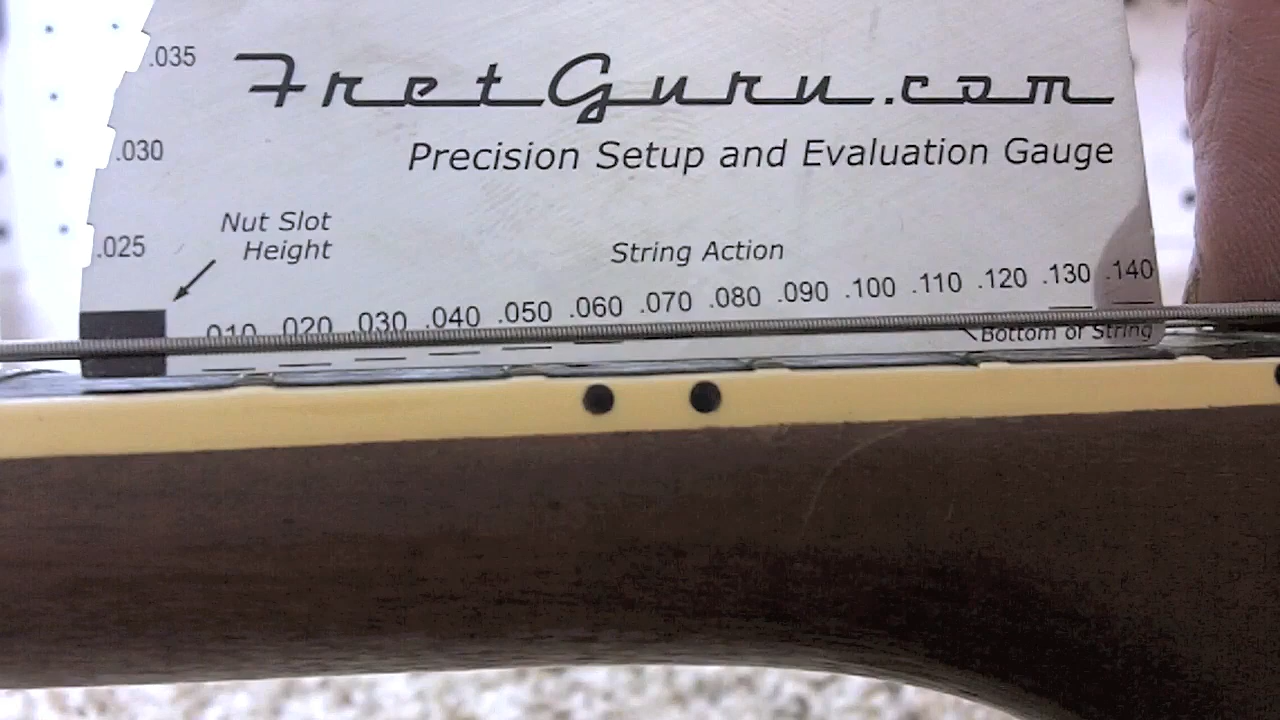 .035
FretGuru.com
.030
Precision Setup and Evaluation Gauge
Nut Slot
Height
.025
String Action
.010 .020 .030 .040 .050 .060 .070 .080 .090 .100 .110 .120 .130 .140
Bottom of String